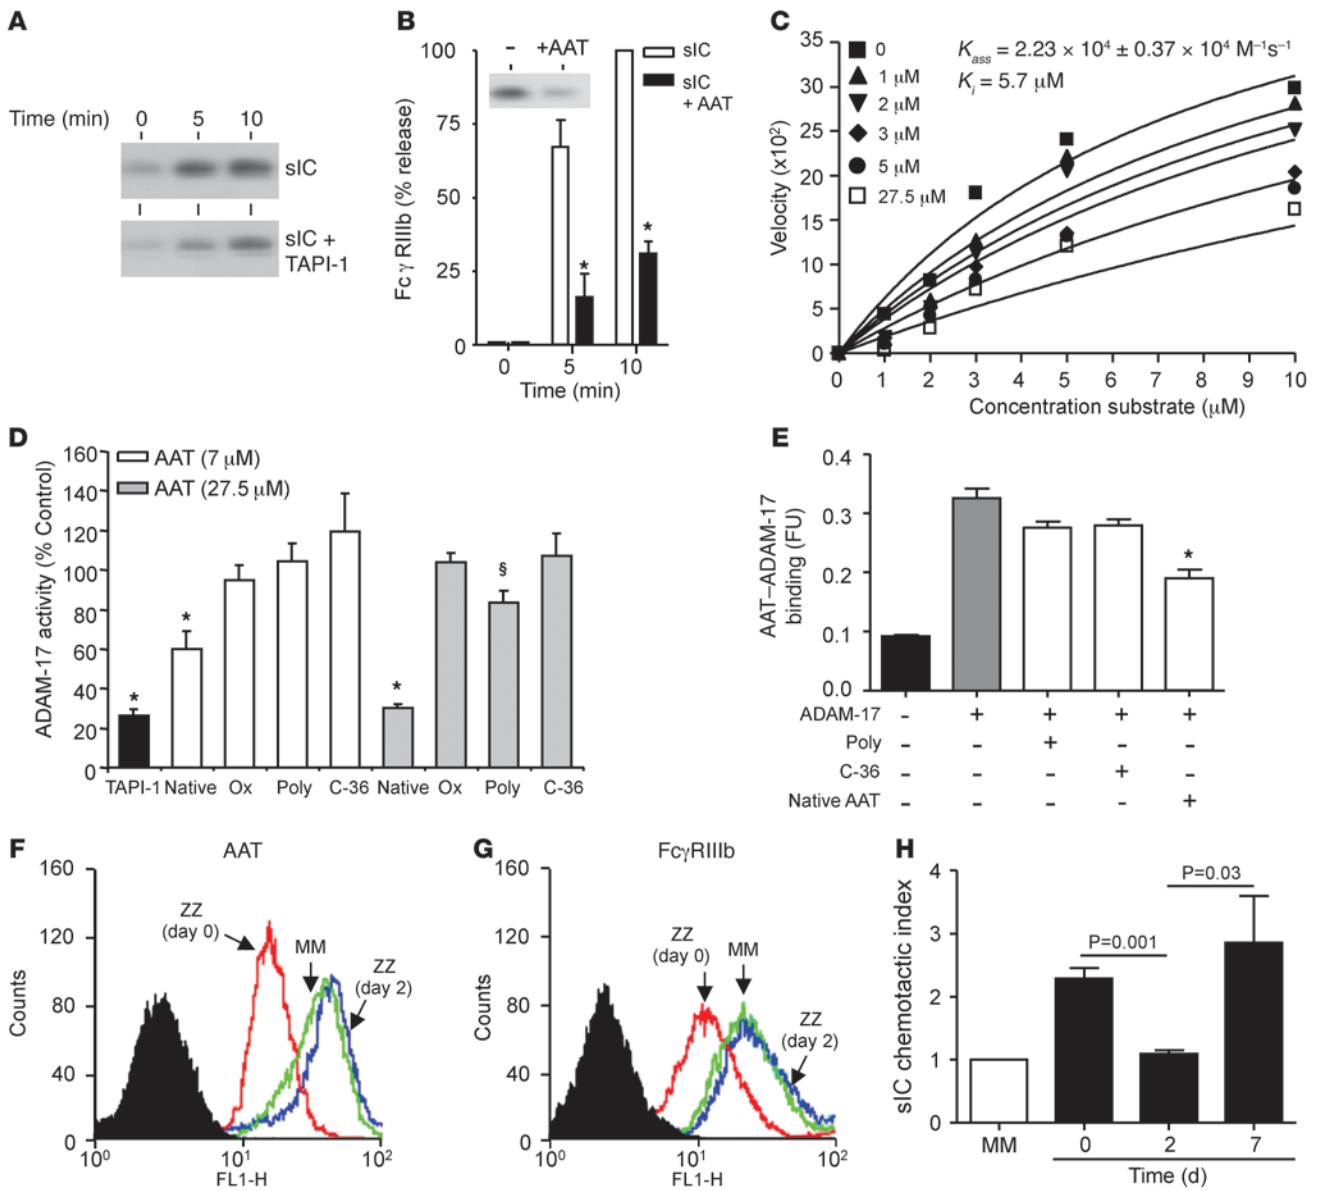 A
Time (min)
0 5 10
sIC
sIC +
TAPI-1
B
- +AAT
sIC
sIC
+ AAT
Fc γ RIIIb (% release)
100
75
50
25
0
*
*
0 5 10
Time (min)
C
Kass = 2.23 × 10⁴ ± 0.37 × 10⁴ M⁻¹s⁻¹
Ki = 5.7 μM
0
1 μM
2 μM
3 μM
5 μM
27.5 μM
Velocity (x10²)
35
30
25
20
15
10
5
0
0 1 2 3 4 5 6 7 8 9 10
Concentration substrate (μM)
D
AAT (7 μM)
AAT (27.5 μM)
ADAM-17 activity (% Control)
160
140
120
100
80
60
40
20
0
* * * §
TAPI-1 Native Ox Poly C-36 Native Ox Poly C-36
E
AAT–ADAM-17
binding (FU)
0.4
0.3
0.2
0.1
0.0
*
ADAM-17 - + + + +
Poly - - + - -
C-36 - - - + -
Native AAT - - - - +
F
AAT
Counts
160
120
80
40
0
ZZ
(day 0)
MM
ZZ
(day 2)
10⁰ 10¹ 10²
FL1-H
G
FcγRIIIb
Counts
160
120
80
40
0
ZZ
(day 0)
MM
ZZ
(day 2)
10⁰ 10¹ 10²
FL1-H
H
sIC chemotactic index
4
3
2
1
0
P=0.03
P=0.001
MM 0 2 7
Time (d)